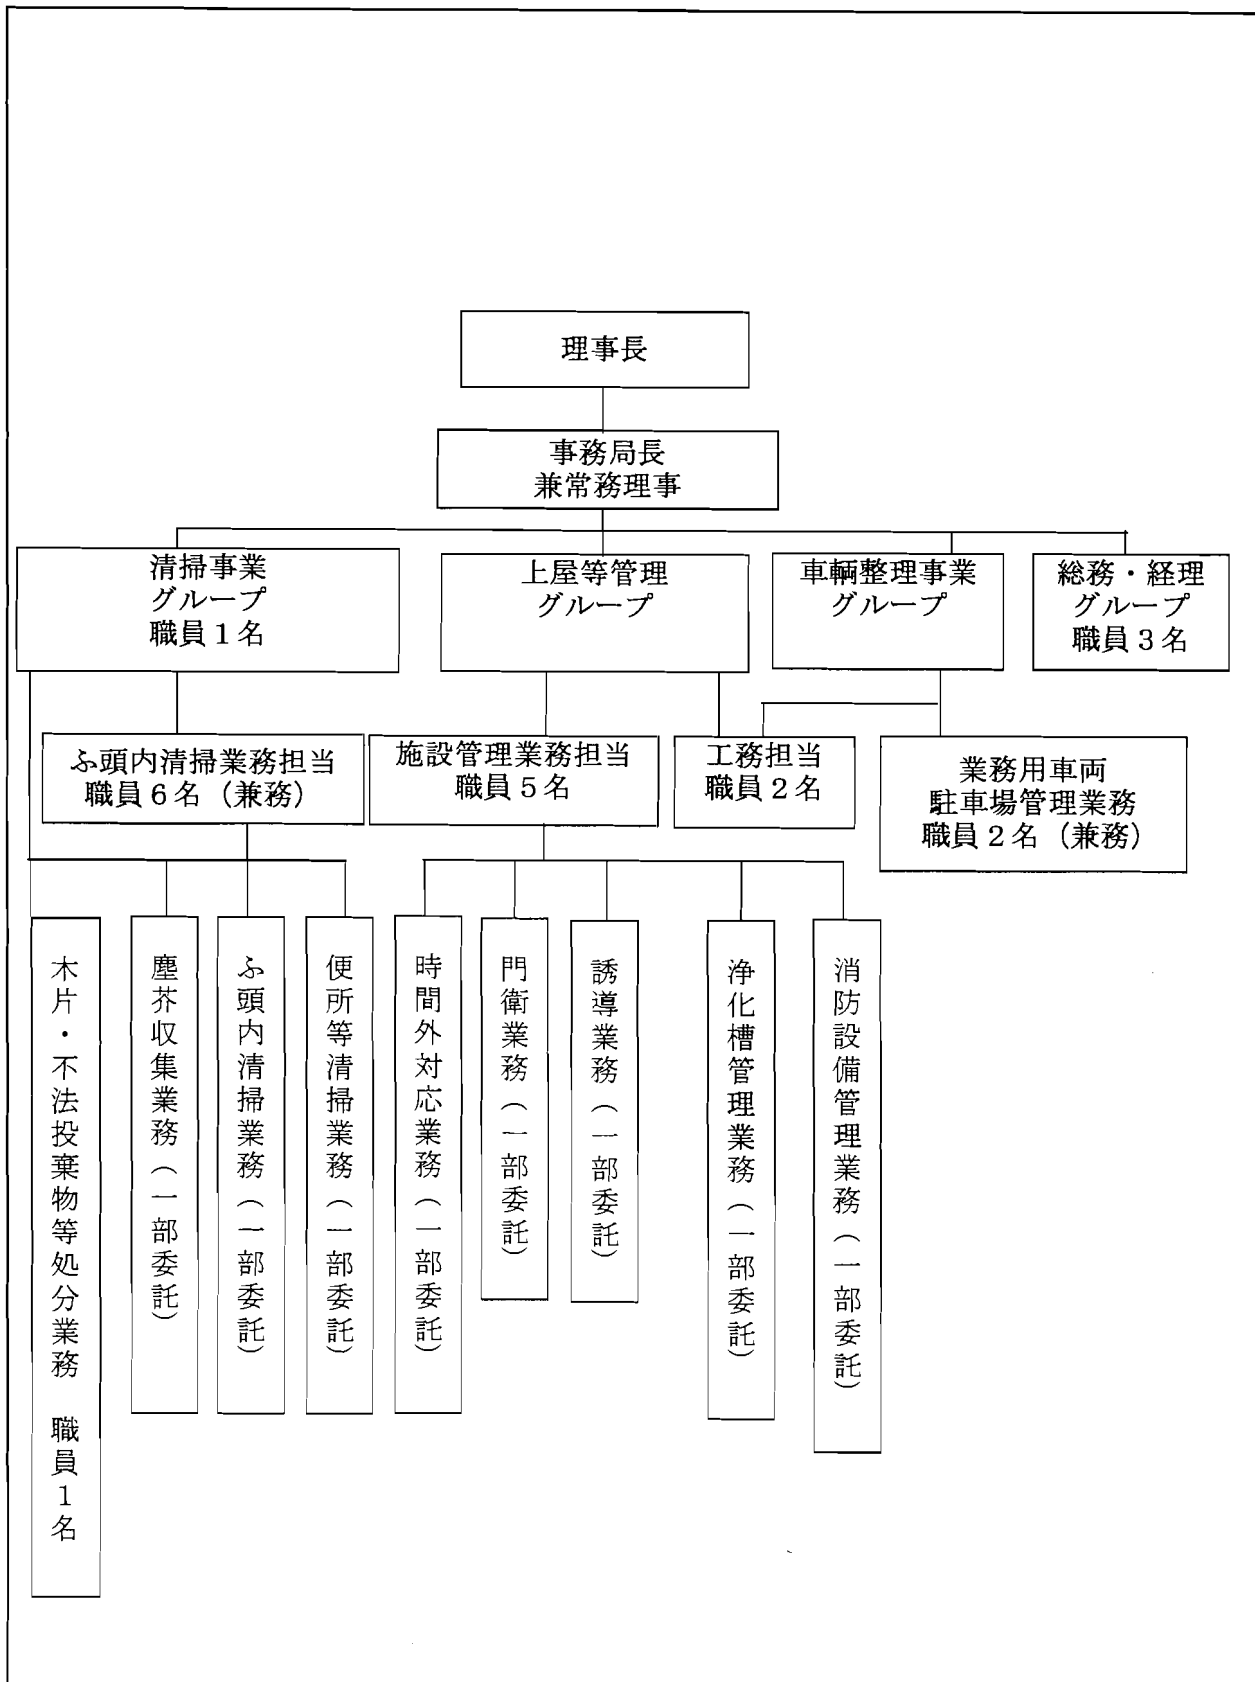 理事長
事務局長
兼常務理事
清掃事業
グループ
職員1名
上屋等管理
グループ
車輌整理事業
グループ
総務・経理
グループ
職員3名
ふ頭内清掃業務担当
職員6名（兼務）
施設管理業務担当
職員5名
工務担当
職員2名
業務用車両
駐車場管理業務
職員2名（兼務）
木片・不法投棄物等処分業務　職員1名
塵芥収集業務（一部委託）
ふ頭内清掃業務（一部委託）
便所等清掃業務（一部委託）
時間外対応業務（一部委託）
門衛業務（一部委託）
誘導業務（一部委託）
浄化槽管理業務（一部委託）
消防設備管理業務（一部委託）